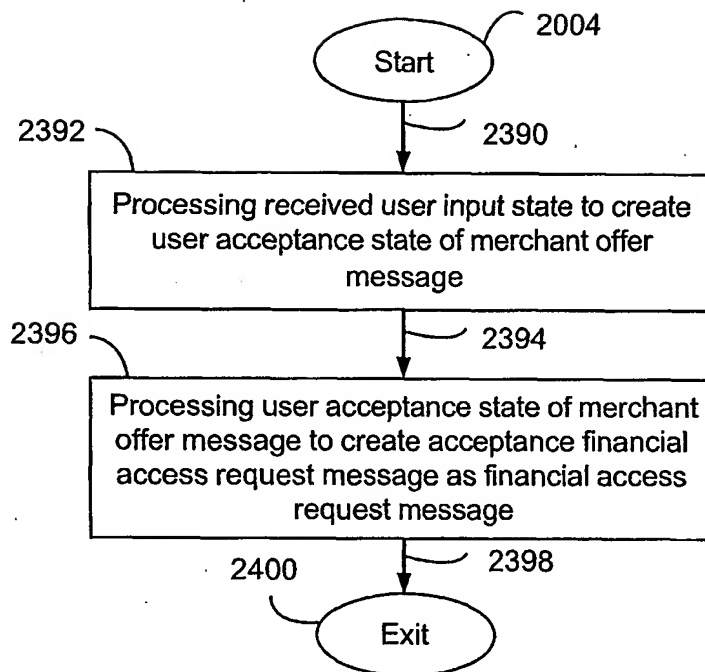 2004
Start
2390
2392
Processing received user input state to create
user acceptance state of merchant offer
message
2394
2396
Processing user acceptance state of merchant
offer message to create acceptance financial
access request message as financial access
request message
2398
2400
Exit